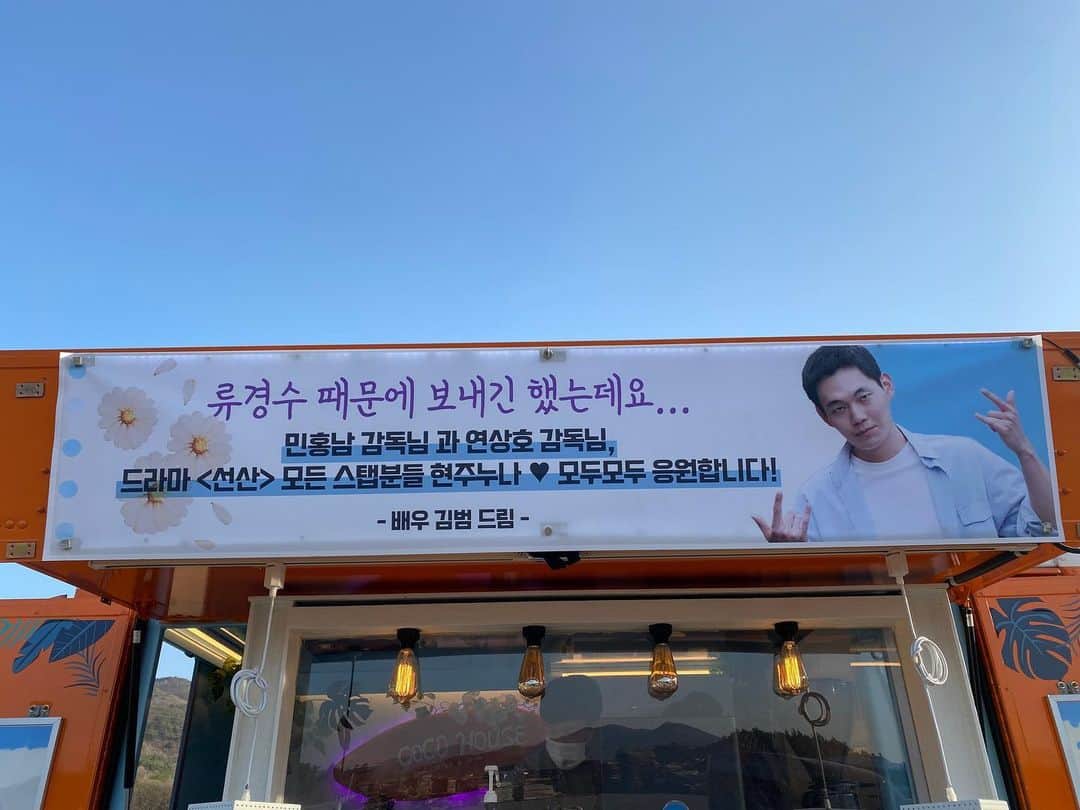 류경수 때문에 보내긴 했는데요...
민홍남 감독님 과 연상호 감독님,
드라마 <선산> 모든 스탭분들 현주누나 ♥ 모두모두 응원합니다!
- 배우 김범 드림 -
COCO HOUSE